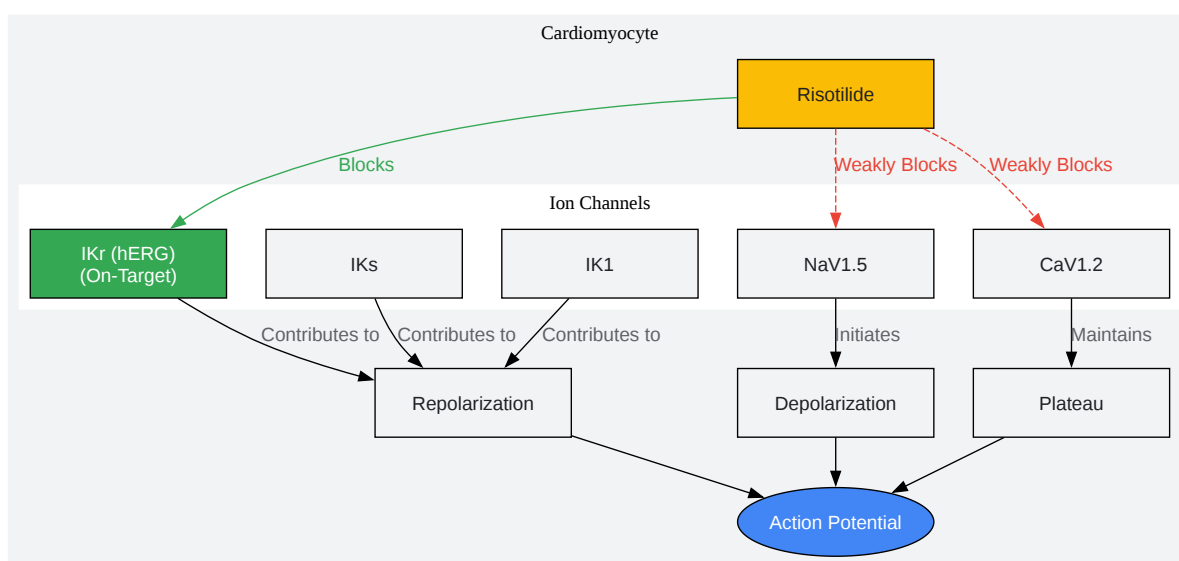 Cardiomyocyte
Risotilide
Blocks
Weakly Blocks
Weakly Blocks
Ion Channels
IKr (hERG)
(On-Target)
IKs
IK1
NaV1.5
CaV1.2
Contributes to
Contributes to
Contributes to
Initiates
Maintains
Repolarization
Depolarization
Plateau
Action Potential